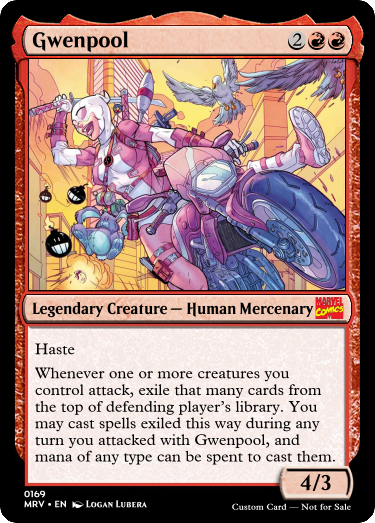 Gwenpool 2
Legendary Creature — Human Mercenary MARVEL COMICS
Haste
Whenever one or more creatures you
control attack, exile that many cards from
the top of defending player's library. You
may cast spells exiled this way during any
turn you attacked with Gwenpool, and
mana of any type can be spent to cast them.
4/3
0169
MRV • EN Logan Lubera
Custom Card — Not for Sale